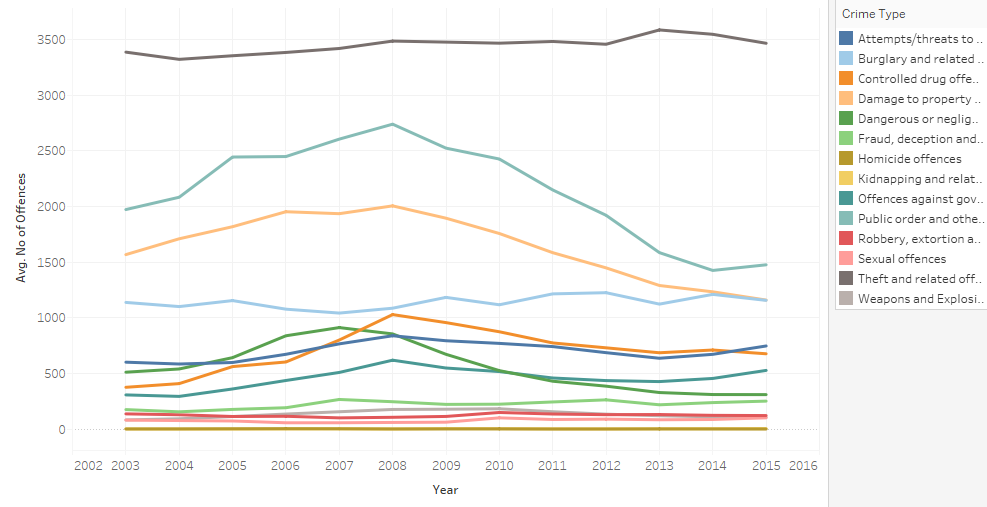 3500
3000
2500
2000
1500
1000
500
0
Avg. No of Offences
2002 2003 2004 2005 2006 2007 2008 2009 2010 2011 2012 2013 2014 2015 2016
Year
Crime Type
Attempts/threats to ..
Burglary and related ..
Controlled drug offe..
Damage to property ..
Dangerous or neglig..
Fraud, deception and..
Homicide offences
Kidnapping and relat..
Offences against gov..
Public order and othe..
Robbery, extortion a..
Sexual offences
Theft and related off..
Weapons and Explosi..